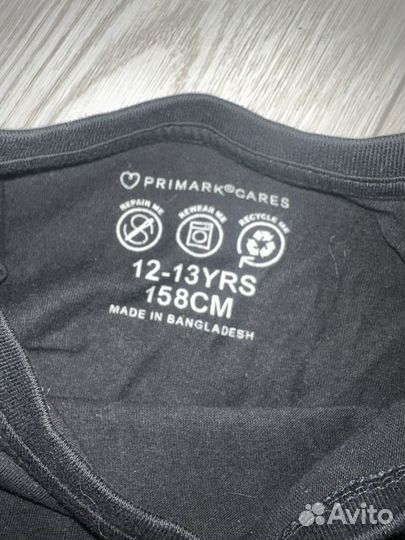 PRIMARK®CARES
REPAIR ME
REWEAR ME
RECYCLE ME
12-13YRS
158CM
MADE IN BANGLADESH
Avito